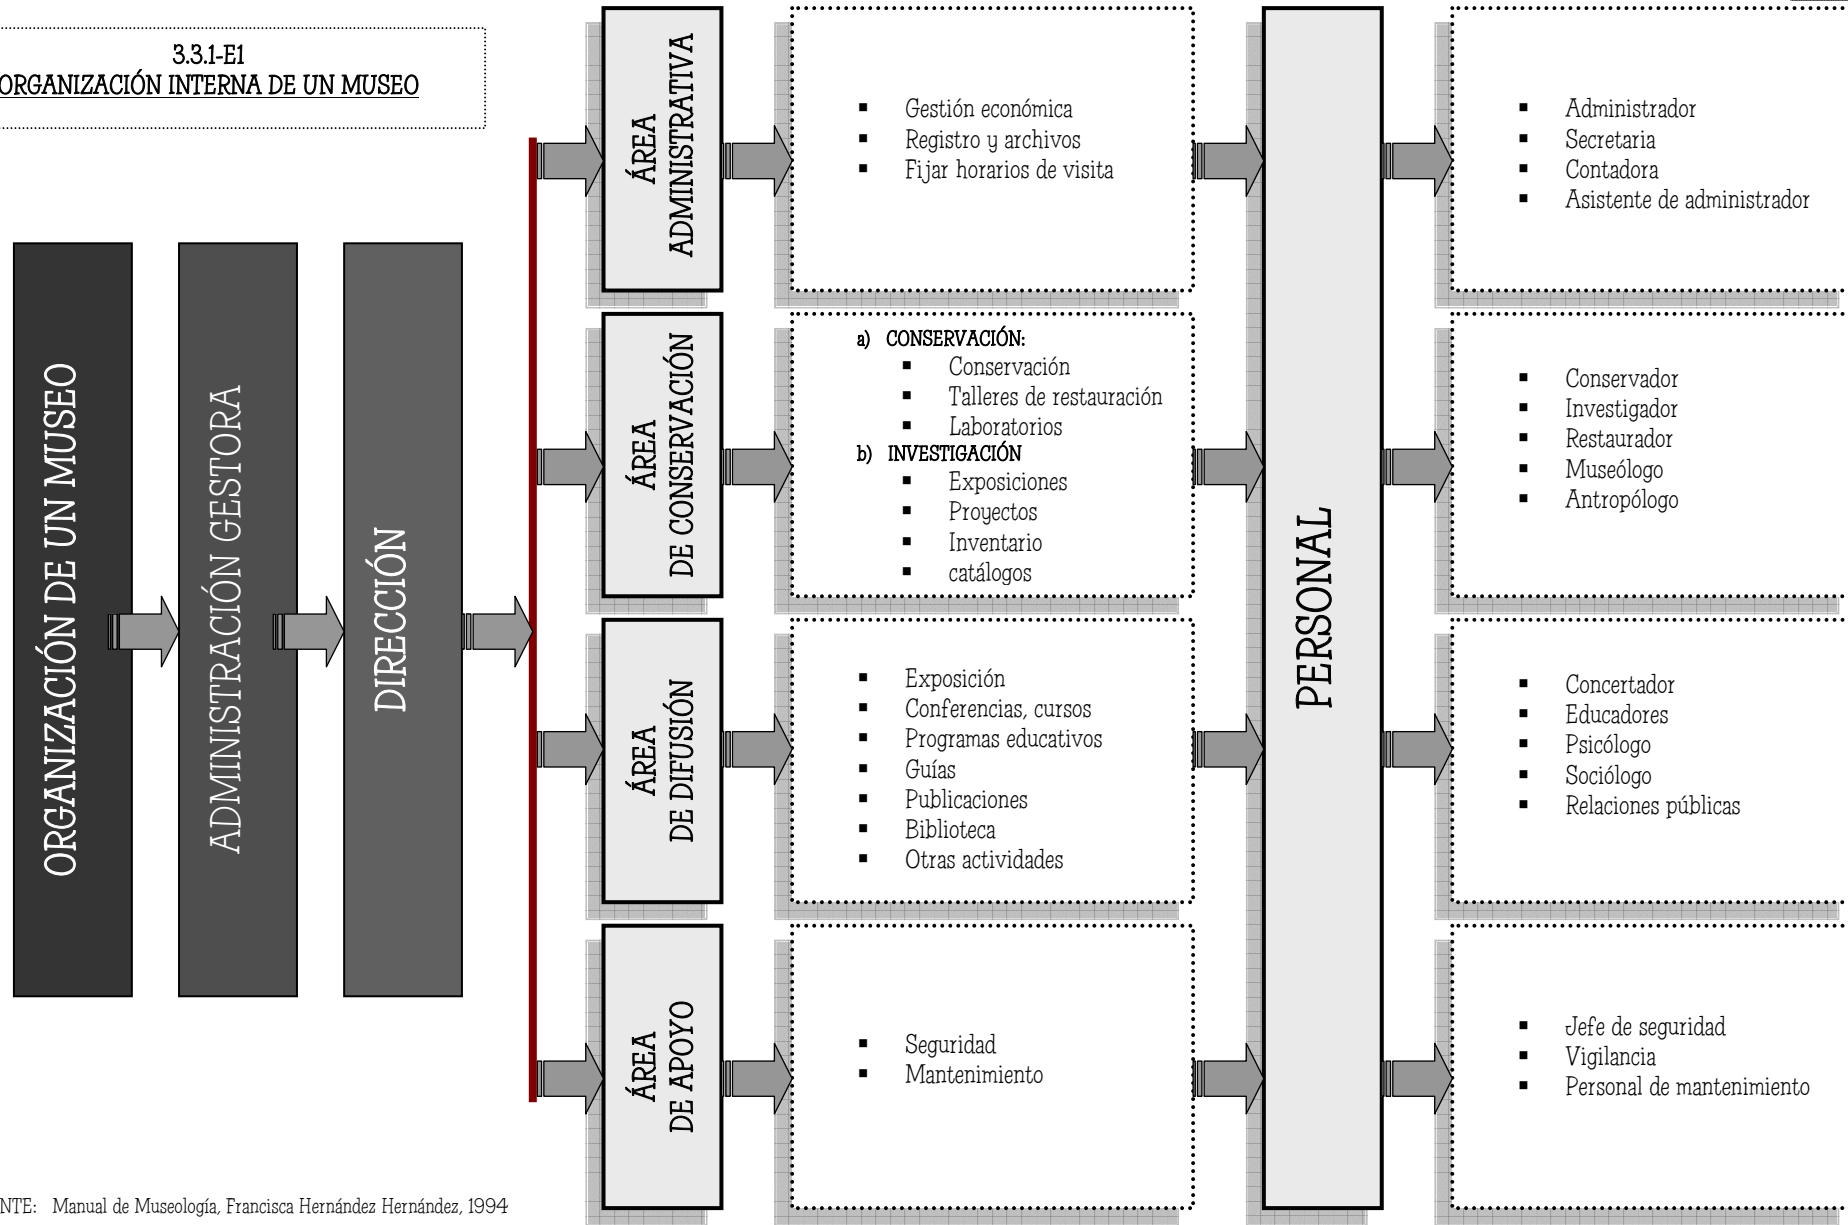 3.3.1-E1
ORGANIZACIÓN INTERNA DE UN MUSEO
ORGANIZACIÓN DE UN MUSEO
ADMINISTRACIÓN GESTORA
DIRECCIÓN
ÁREA
ADMINISTRATIVA
▪ Gestión económica
▪ Registro y archivos
▪ Fijar horarios de visita
ÁREA
DE CONSERVACIÓN
a) CONSERVACIÓN:
▪ Conservación
▪ Talleres de restauración
▪ Laboratorios
b) INVESTIGACIÓN
▪ Exposiciones
▪ Proyectos
▪ Inventario
▪ catálogos
ÁREA
DE DIFUSIÓN
▪ Exposición
▪ Conferencias, cursos
▪ Programas educativos
▪ Guías
▪ Publicaciones
▪ Biblioteca
▪ Otras actividades
ÁREA
DE APOYO
▪ Seguridad
▪ Mantenimiento
PERSONAL
▪ Administrador
▪ Secretaria
▪ Contadora
▪ Asistente de administrador
▪ Conservador
▪ Investigador
▪ Restaurador
▪ Museólogo
▪ Antropólogo
▪ Concertador
▪ Educadores
▪ Psicólogo
▪ Sociólogo
▪ Relaciones públicas
▪ Jefe de seguridad
▪ Vigilancia
▪ Personal de mantenimiento
NTE: Manual de Museología, Francisca Hernández Hernández, 1994